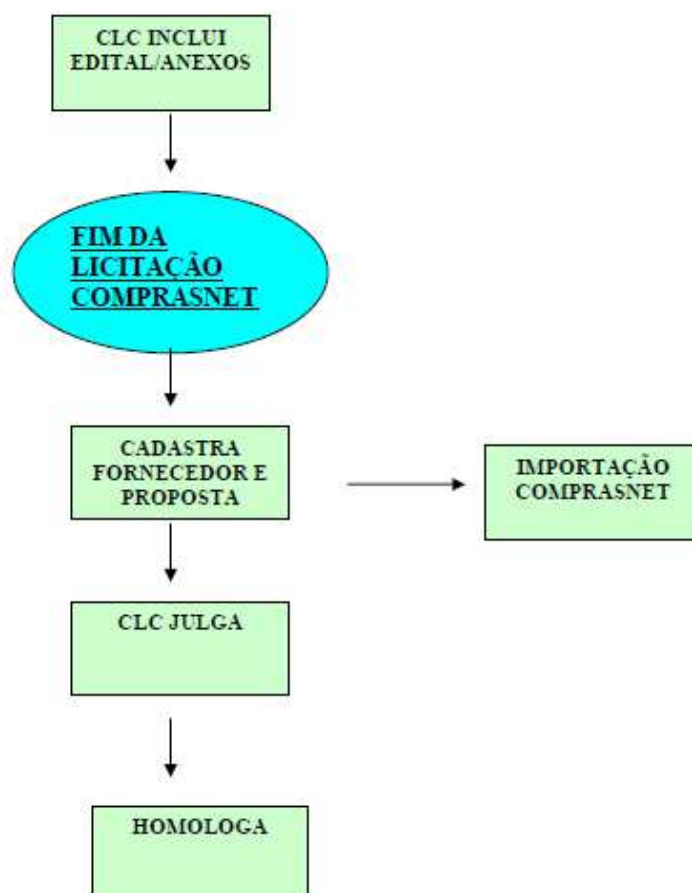 CLC INCLUI
EDITAL/ANEXOS
FIM DA
LICITAÇÃO
COMPRASNET
CADASTRA
FORNECEDOR E
PROPOSTA
IMPORTAÇÃO
COMPRASNET
CLC JULGA
HOMOLOGA